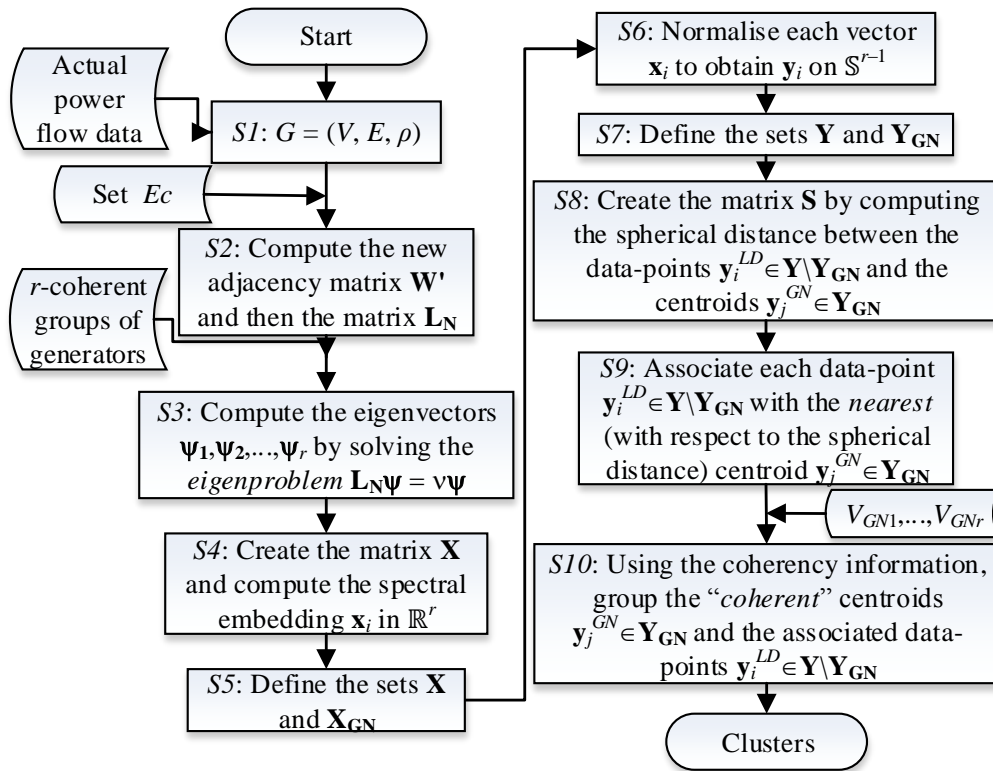 Start
Actual
power
flow data
S1: G = (V, E, ρ)
Set Ec
S2: Compute the new
adjacency matrix W'
and then the matrix L_N
r-coherent
groups of
generators
S3: Compute the eigenvectors
ψ₁,ψ₂,...,ψᵣ by solving the
eigenproblem L_Nψ = νψ
S4: Create the matrix X
and compute the spectral
embedding x_i in ℝ^r
S5: Define the sets X
and X_GN
S6: Normalise each vector
x_i to obtain y_i on 𝕊^{r–1}
S7: Define the sets Y and Y_GN
S8: Create the matrix S by computing
the spherical distance between the
data-points y_i^{LD}∈Y\Y_GN and the
centroids y_j^{GN}∈Y_GN
S9: Associate each data-point
y_i^{LD}∈Y\Y_GN with the nearest
(with respect to the spherical
distance) centroid y_j^{GN}∈Y_GN
V_{GN1},...,V_{GNr}
S10: Using the coherency information,
group the “coherent” centroids
y_j^{GN}∈Y_GN and the associated data-
points y_i^{LD}∈Y\Y_GN
Clusters